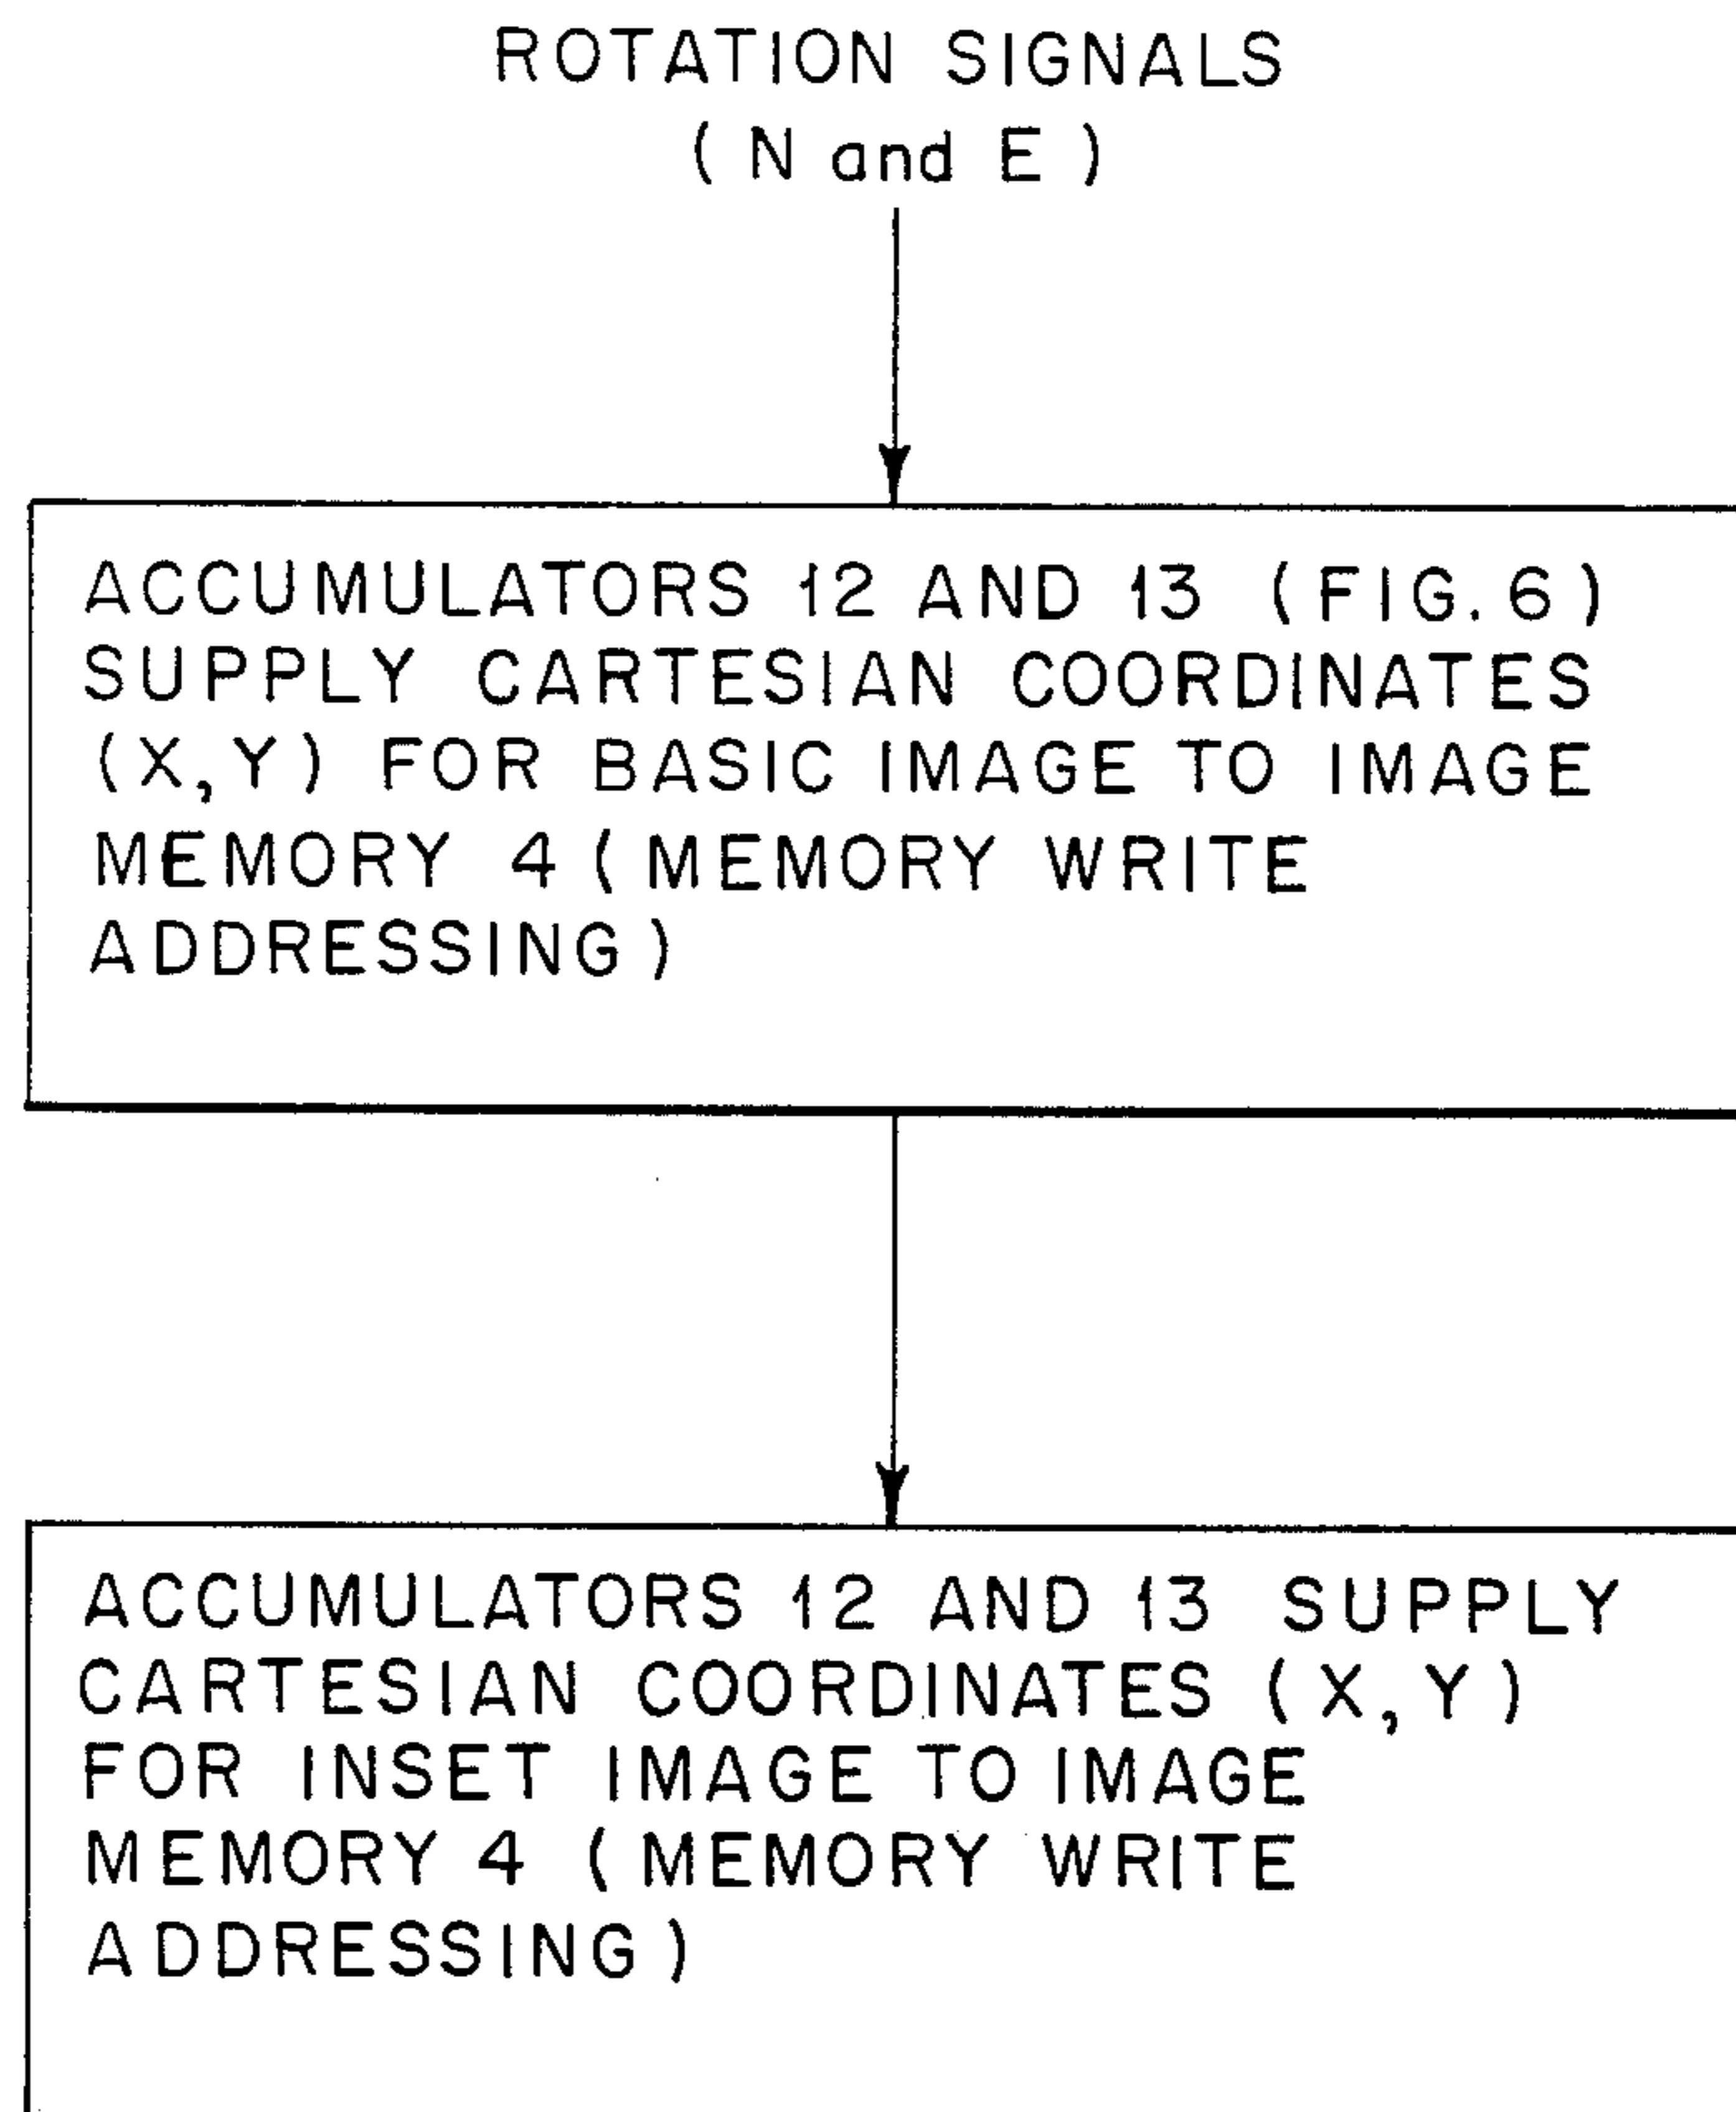 ROTATION SIGNALS
( N and E )
ACCUMULATORS 12 AND 13 (FIG. 6)
SUPPLY CARTESIAN COORDINATES
(X,Y) FOR BASIC IMAGE TO IMAGE
MEMORY 4 ( MEMORY WRITE
ADDRESSING )
ACCUMULATORS 12 AND 13 SUPPLY
CARTESIAN COORDINATES (X,Y)
FOR INSET IMAGE TO IMAGE
MEMORY 4 ( MEMORY WRITE
ADDRESSING )